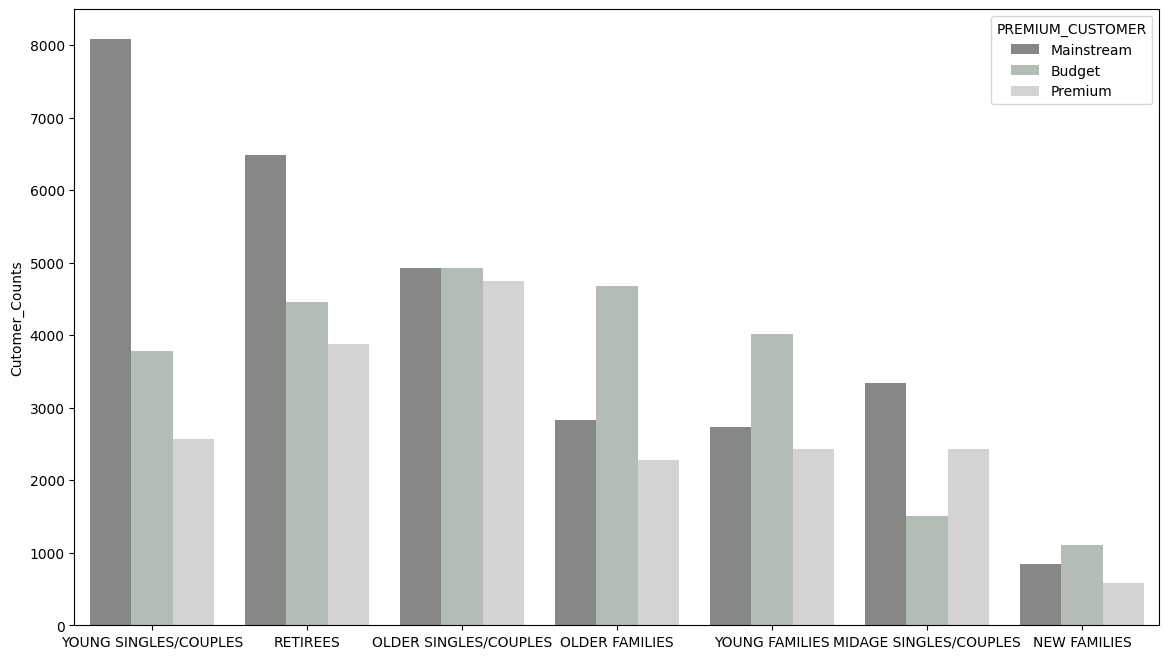 PREMIUM_CUSTOMER
Mainstream
Budget
Premium
Cutomer_Counts
8000
7000
6000
5000
4000
3000
2000
1000
0
YOUNG SINGLES/COUPLES RETIREES OLDER SINGLES/COUPLES OLDER FAMILIES YOUNG FAMILIES MIDAGE SINGLES/COUPLES NEW FAMILIES